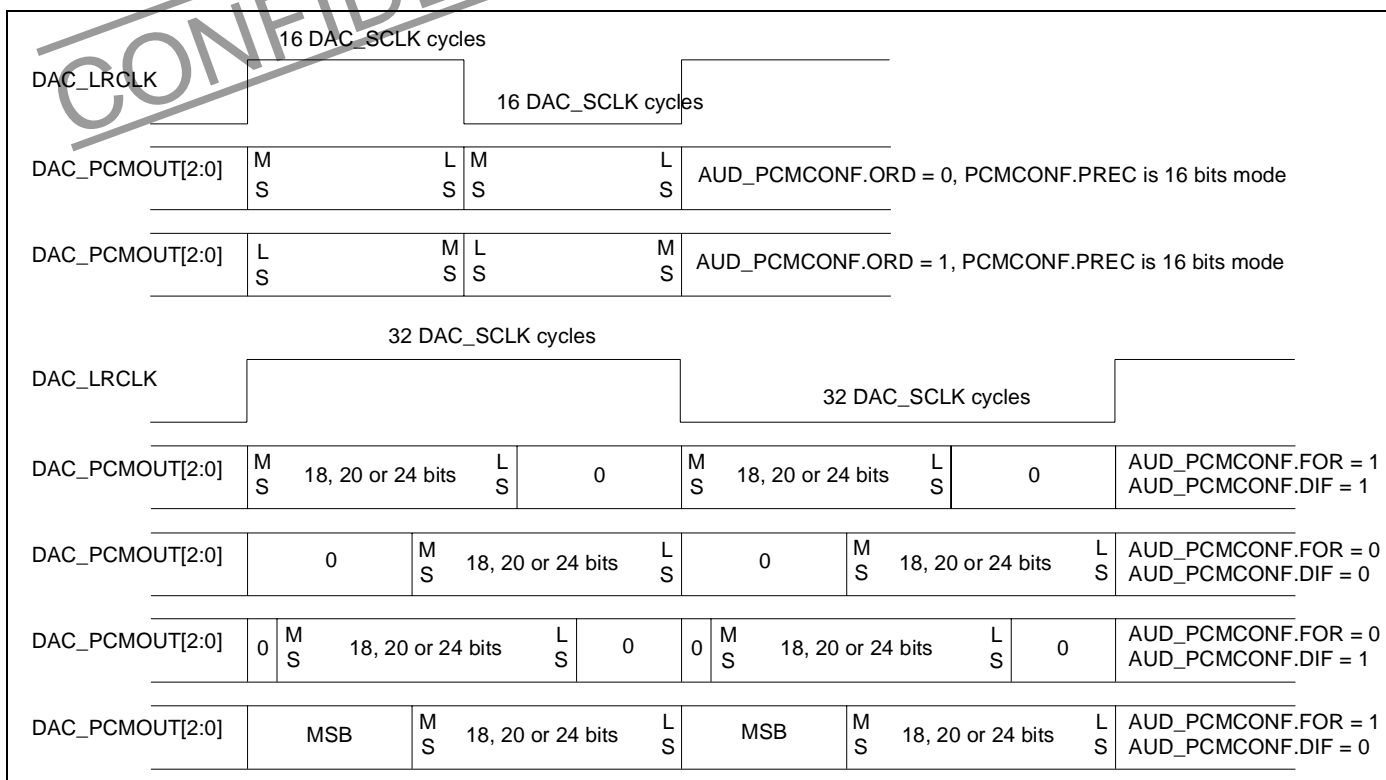 CONFIDE
16 DAC_SCLK cycles
DAC_LRCLK
16 DAC_SCLK cycles
DAC_PCMOUT[2:0] M L M L AUD_PCMCONF.ORD = 0, PCMCONF.PREC is 16 bits mode
S S S S
DAC_PCMOUT[2:0] L M L M AUD_PCMCONF.ORD = 1, PCMCONF.PREC is 16 bits mode
S S S S
32 DAC_SCLK cycles
DAC_LRCLK
32 DAC_SCLK cycles
DAC_PCMOUT[2:0] M 18, 20 or 24 bits L 0 M 18, 20 or 24 bits L 0 AUD_PCMCONF.FOR = 1
S S S S AUD_PCMCONF.DIF = 1
DAC_PCMOUT[2:0] 0 M 18, 20 or 24 bits L 0 M 18, 20 or 24 bits L AUD_PCMCONF.FOR = 0
S S S S AUD_PCMCONF.DIF = 0
DAC_PCMOUT[2:0] 0 M 18, 20 or 24 bits L 0 0 M 18, 20 or 24 bits L 0 AUD_PCMCONF.FOR = 0
S S S S AUD_PCMCONF.DIF = 1
DAC_PCMOUT[2:0] MSB M 18, 20 or 24 bits L MSB M 18, 20 or 24 bits L AUD_PCMCONF.FOR = 1
S S S S AUD_PCMCONF.DIF = 0